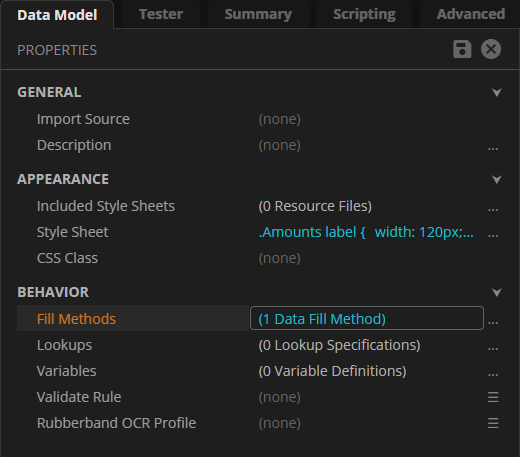 Data Model Tester Summary Scripting Advanced
PROPERTIES
GENERAL
Import Source (none)
Description (none) ...
APPEARANCE
Included Style Sheets (0 Resource Files) ...
Style Sheet .Amounts label { width: 120px;... ...
CSS Class (none)
BEHAVIOR
Fill Methods (1 Data Fill Method) ...
Lookups (0 Lookup Specifications) ...
Variables (0 Variable Definitions) ...
Validate Rule (none)
Rubberband OCR Profile (none)